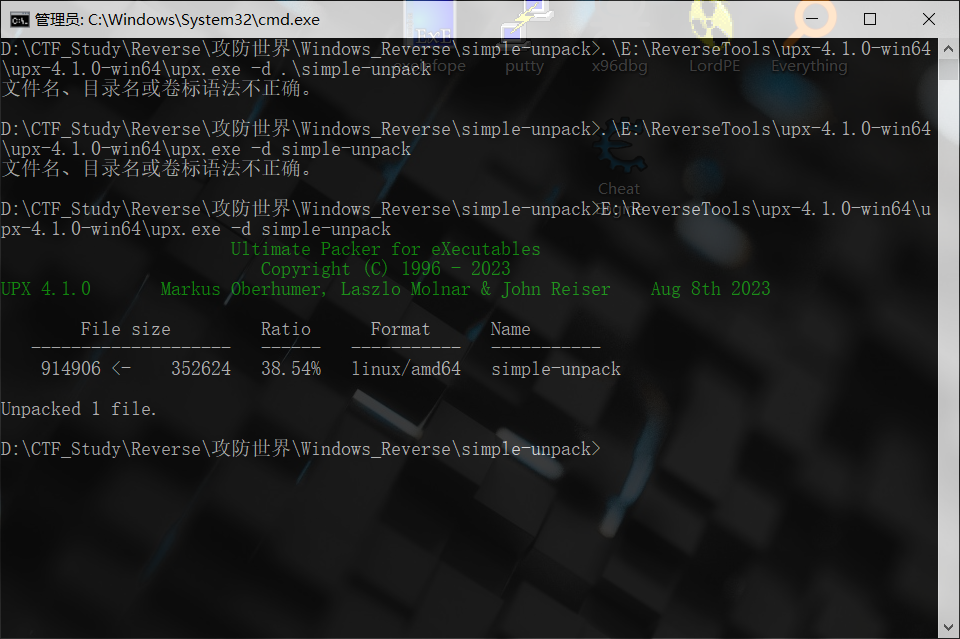 管理员: C:\Windows\System32\cmd.exe
D:\CTF_Study\Reverse\攻防世界\Windows_Reverse\simple-unpack>.\E:\ReverseTools\upx-4.1.0-win64
\upx-4.1.0-win64\upx.exe -d .\simple-unpack
putty
x96dbg
LordPE
Everything
文件名、目录名或卷标语法不正确。
D:\CTF_Study\Reverse\攻防世界\Windows_Reverse\simple-unpack>.\E:\ReverseTools\upx-4.1.0-win64
\upx-4.1.0-win64\upx.exe -d simple-unpack
文件名、目录名或卷标语法不正确。
Cheat
D:\CTF_Study\Reverse\攻防世界\Windows_Reverse\simple-unpack>E:\ReverseTools\upx-4.1.0-win64\u
px-4.1.0-win64\upx.exe -d simple-unpack
Ultimate Packer for eXecutables
Copyright (C) 1996 - 2023
UPX 4.1.0 Markus Oberhumer, Laszlo Molnar & John Reiser Aug 8th 2023
File size Ratio Format Name
-------------------- ------ ----------- -----------
914906 <- 352624 38.54% linux/amd64 simple-unpack
Unpacked 1 file.
D:\CTF_Study\Reverse\攻防世界\Windows_Reverse\simple-unpack>